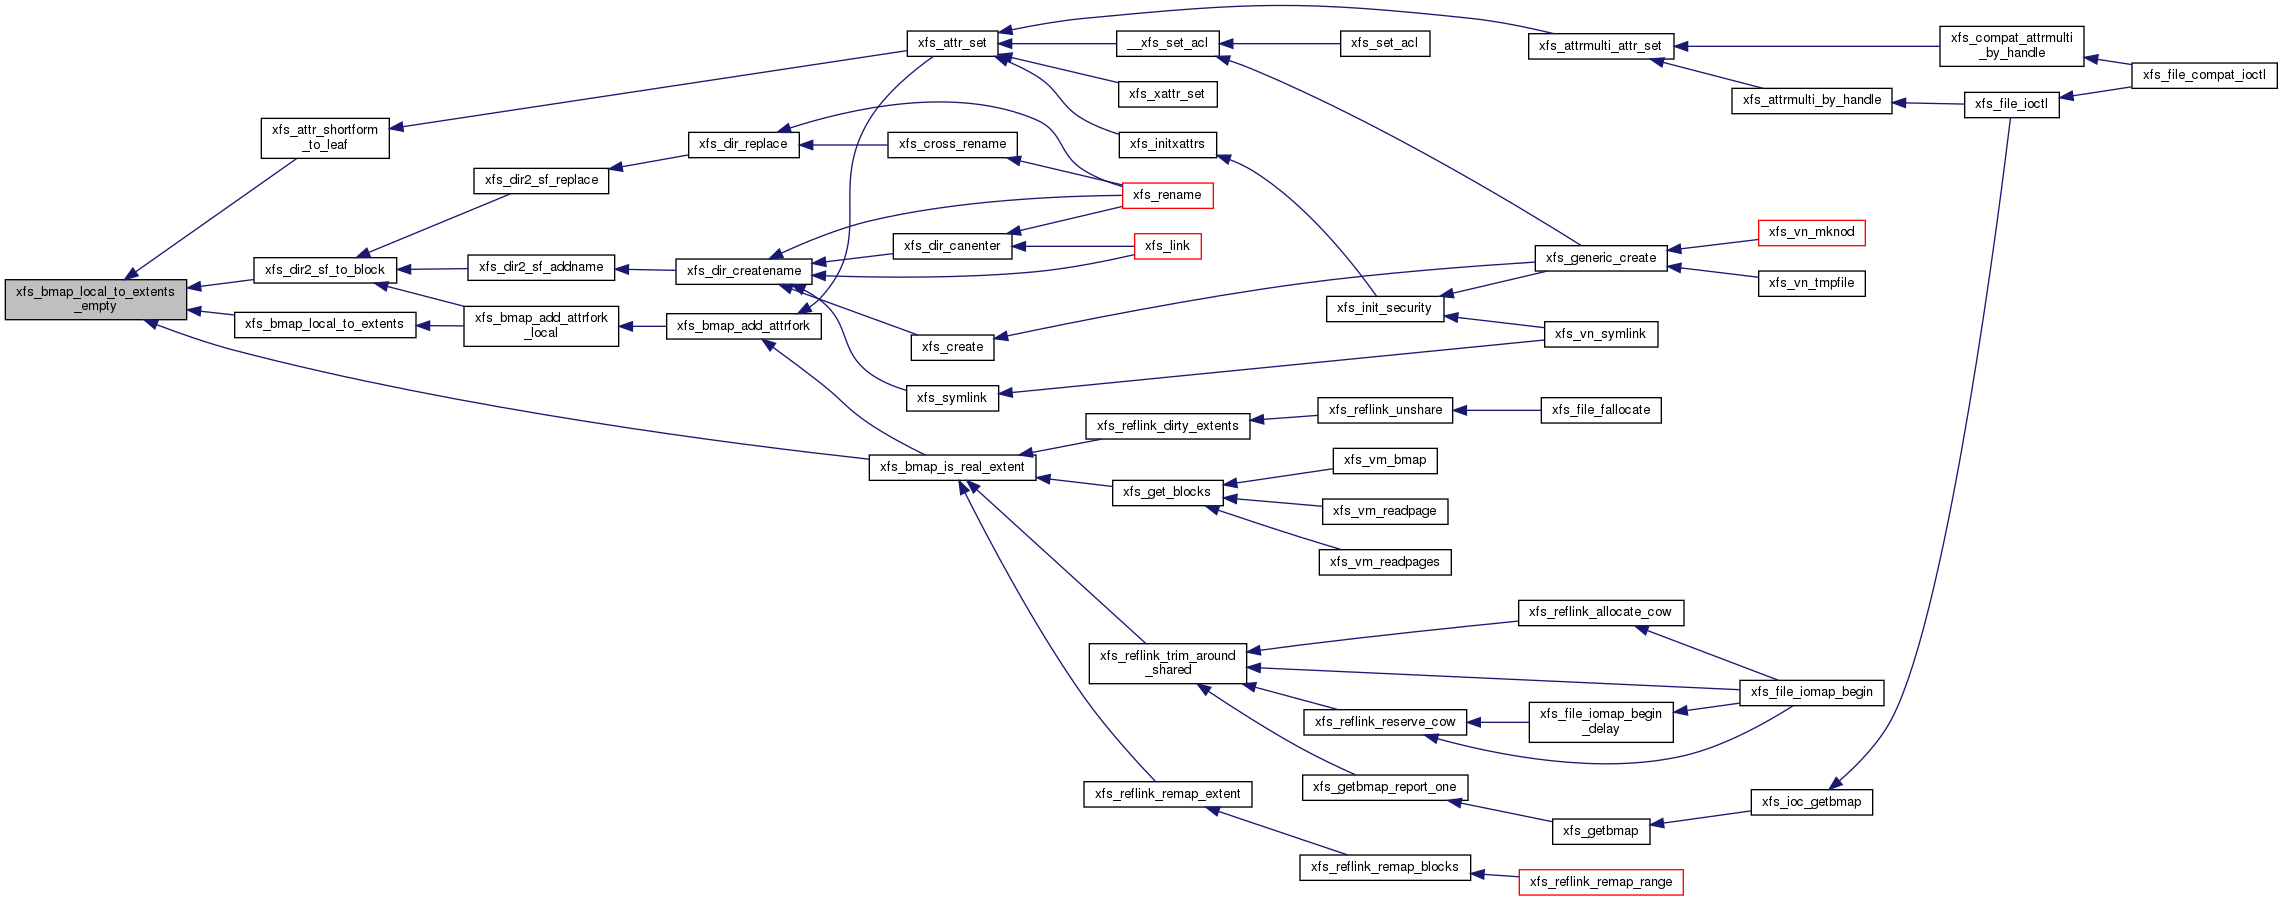 xfs_bmap_local_to_extents
_empty
xfs_attr_shortform
_to_leaf
xfs_dir2_sf_to_block
xfs_bmap_local_to_extents
xfs_dir2_sf_replace
xfs_dir2_sf_addname
xfs_bmap_add_attrfork
_local
xfs_dir_replace
xfs_dir_createname
xfs_bmap_add_attrfork
xfs_attr_set
xfs_cross_rename
xfs_dir_canenter
xfs_create
xfs_symlink
xfs_bmap_is_real_extent
__xfs_set_acl
xfs_xattr_set
xfs_initxattrs
xfs_rename
xfs_link
xfs_reflink_dirty_extents
xfs_get_blocks
xfs_reflink_trim_around
_shared
xfs_reflink_remap_extent
xfs_set_acl
xfs_init_security
xfs_reflink_unshare
xfs_vm_bmap
xfs_vm_readpage
xfs_vm_readpages
xfs_reflink_reserve_cow
xfs_getbmap_report_one
xfs_reflink_remap_blocks
xfs_attrmulti_attr_set
xfs_generic_create
xfs_vn_symlink
xfs_file_fallocate
xfs_reflink_allocate_cow
xfs_file_iomap_begin
_delay
xfs_getbmap
xfs_reflink_remap_range
xfs_attrmulti_by_handle
xfs_vn_mknod
xfs_vn_tmpfile
xfs_file_iomap_begin
xfs_ioc_getbmap
xfs_compat_attrmulti
_by_handle
xfs_file_ioctl
xfs_file_compat_ioctl